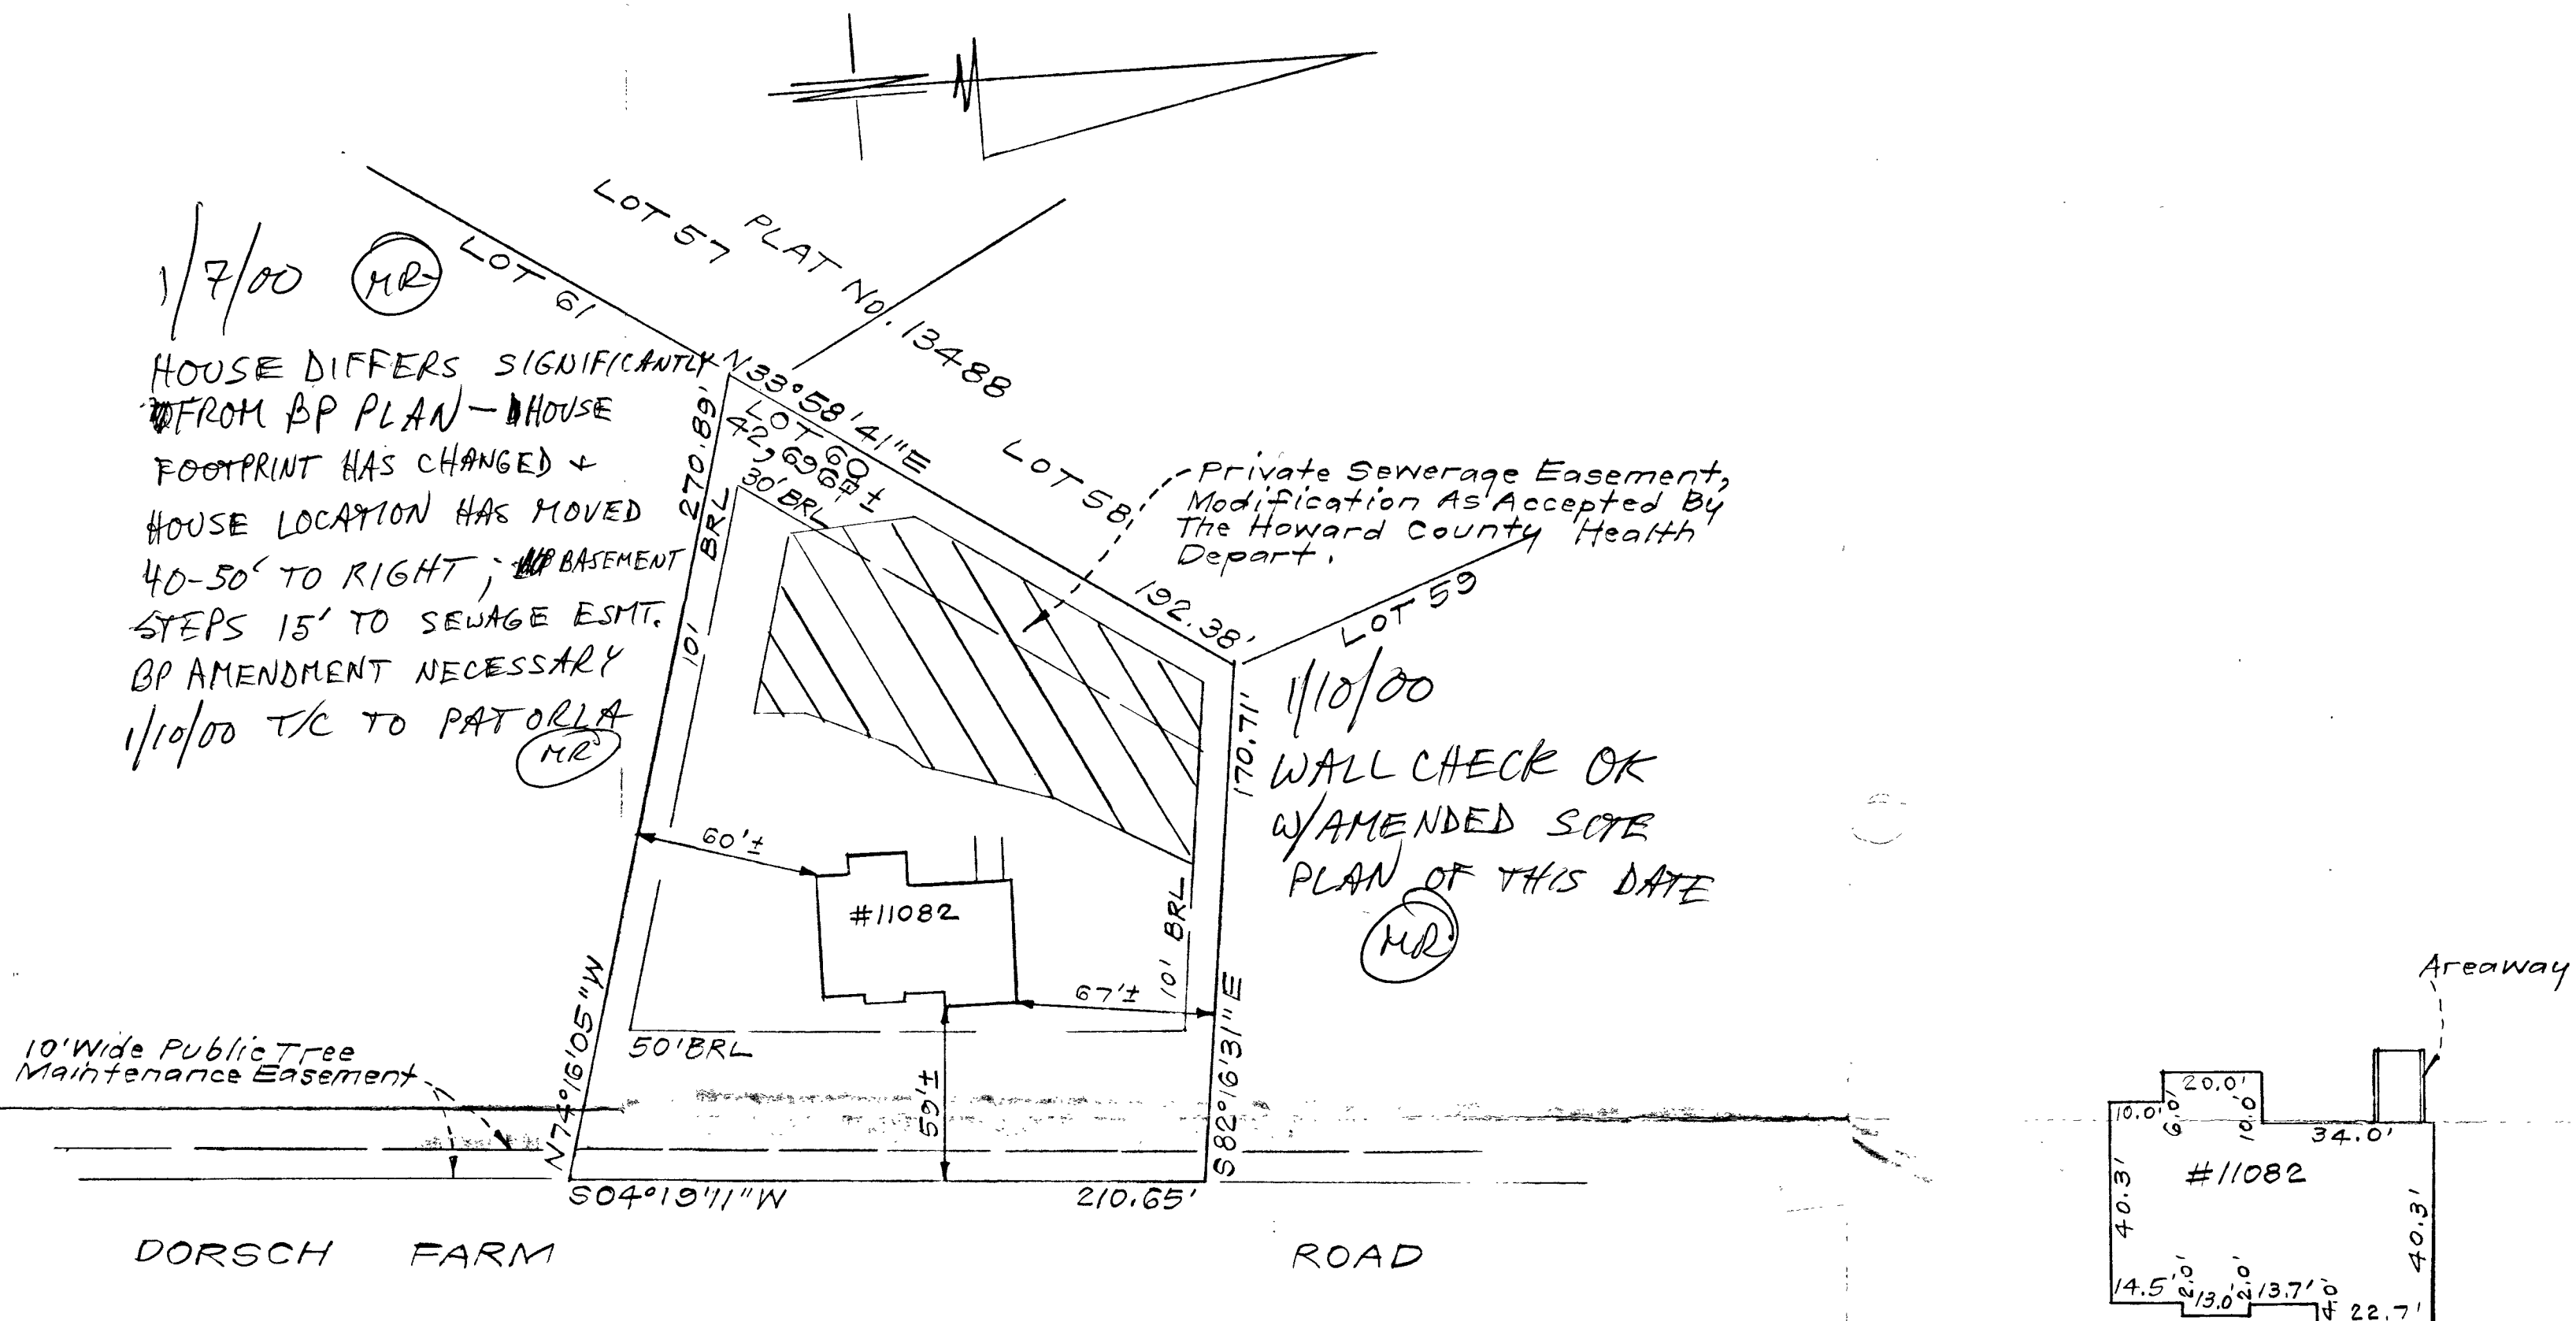 N
LOT 57
PLAT No. 13488
LOT 61
1/7/00 MR
HOUSE DIFFERS SIGNIFICANTLY
FROM BP PLAN - HOUSE
FOOTPRINT HAS CHANGED +
HOUSE LOCATION HAS MOVED
40-50' TO RIGHT; BASEMENT
STEPS 15' TO SEWAGE ESMT.
BP AMENDMENT NECESSARY
1/10/00 T/C TO PAT ORLA
MR
N33°58'41"E
192.38'
LOT 60
42,696⏍±
30' BRL
270.89'
10' BRL
LOT 58
Private Sewerage Easement,
Modification As Accepted By
The Howard County Health
Depart.
LOT 59
170.71'
1/10/00
WALL CHECK OK
W/AMENDED SITE
PLAN OF THIS DATE
MR
60'±
#11082
67'±
10' BRL
50' BRL
59'±
N74°16'05"W
S82°16'31"E
10' Wide Public Tree
Maintenance Easement
S04°19'11"W
210.65'
DORSCH FARM ROAD
Areaway
20.0'
10.0'
6.0'
10.0'
34.0'
#11082
40.3'
40.3'
14.5'
2.0'
13.0'
2.0'
13.7'
4.0'
22.7'